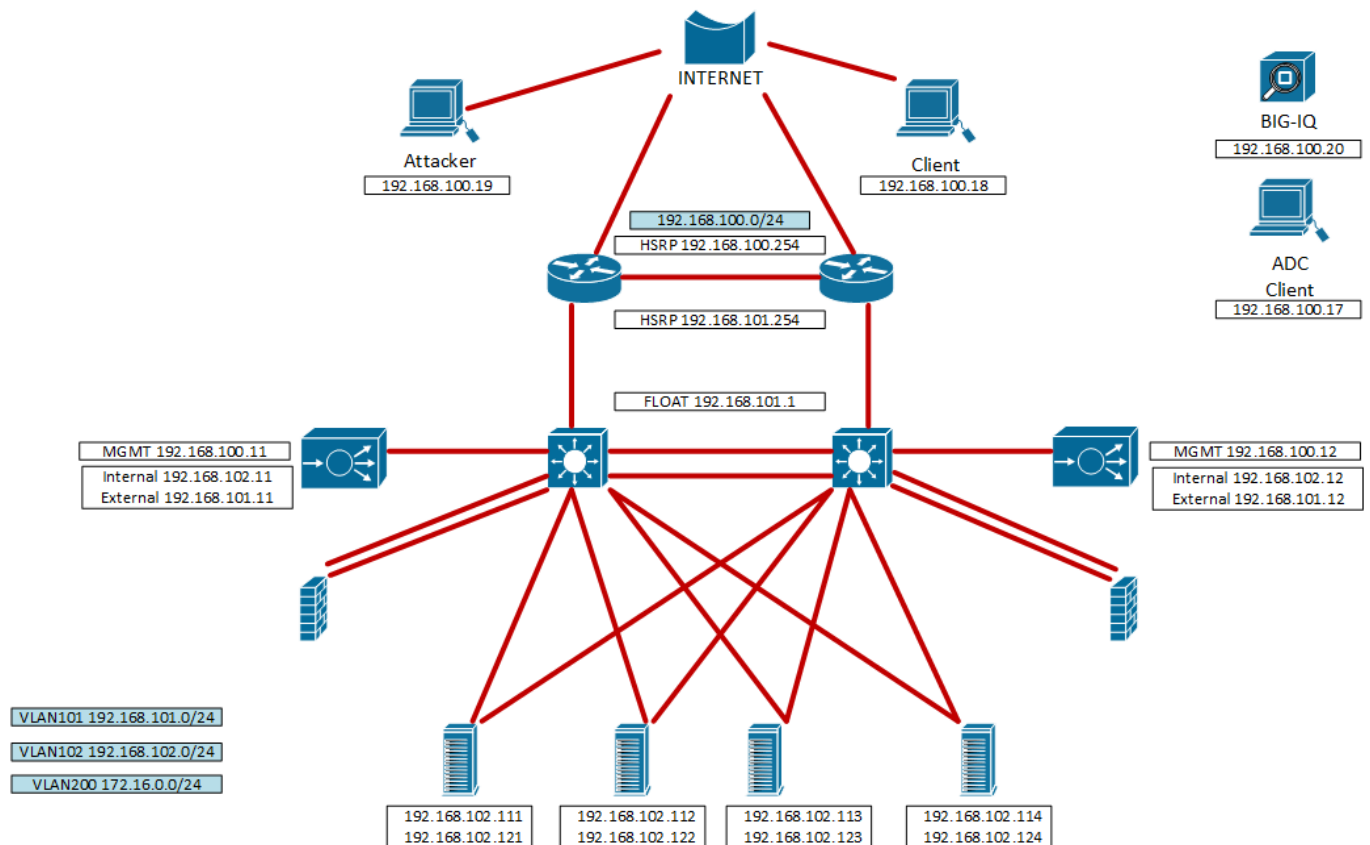 INTERNET
Attacker
192.168.100.19
Client
192.168.100.18
BIG-IQ
192.168.100.20
ADC
Client
192.168.100.17
192.168.100.0/24
HSRP 192.168.100.254
HSRP 192.168.101.254
FLOAT 192.168.101.1
MGMT 192.168.100.11
Internal 192.168.102.11
External 192.168.101.11
MGMT 192.168.100.12
Internal 192.168.102.12
External 192.168.101.12
VLAN101 192.168.101.0/24
VLAN102 192.168.102.0/24
VLAN200 172.16.0.0/24
192.168.102.111
192.168.102.121
192.168.102.112
192.168.102.122
192.168.102.113
192.168.102.123
192.168.102.114
192.168.102.124